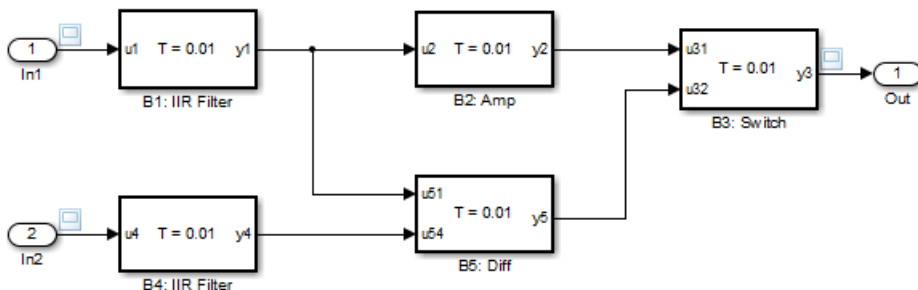 1
In1
u1 T = 0.01 y1
B1: IIR Filter
u2 T = 0.01 y2
B2: Amp
u31
T = 0.01 y3
u32
B3: Switch
1
Out
2
In2
u4 T = 0.01 y4
B4: IIR Filter
u51
T = 0.01 y5
u54
B5: Diff